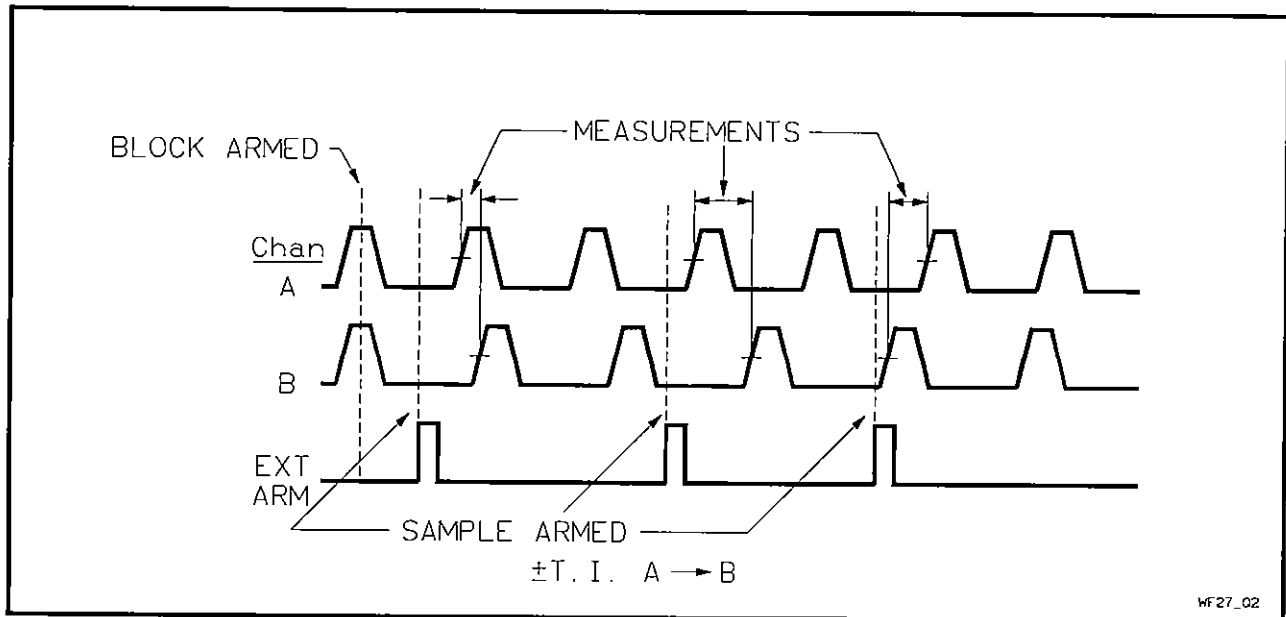 MEASUREMENTS
BLOCK ARMED
Chan
A
B
EXT
ARM
SAMPLE ARMED
±T. I. A → B
WF27_02